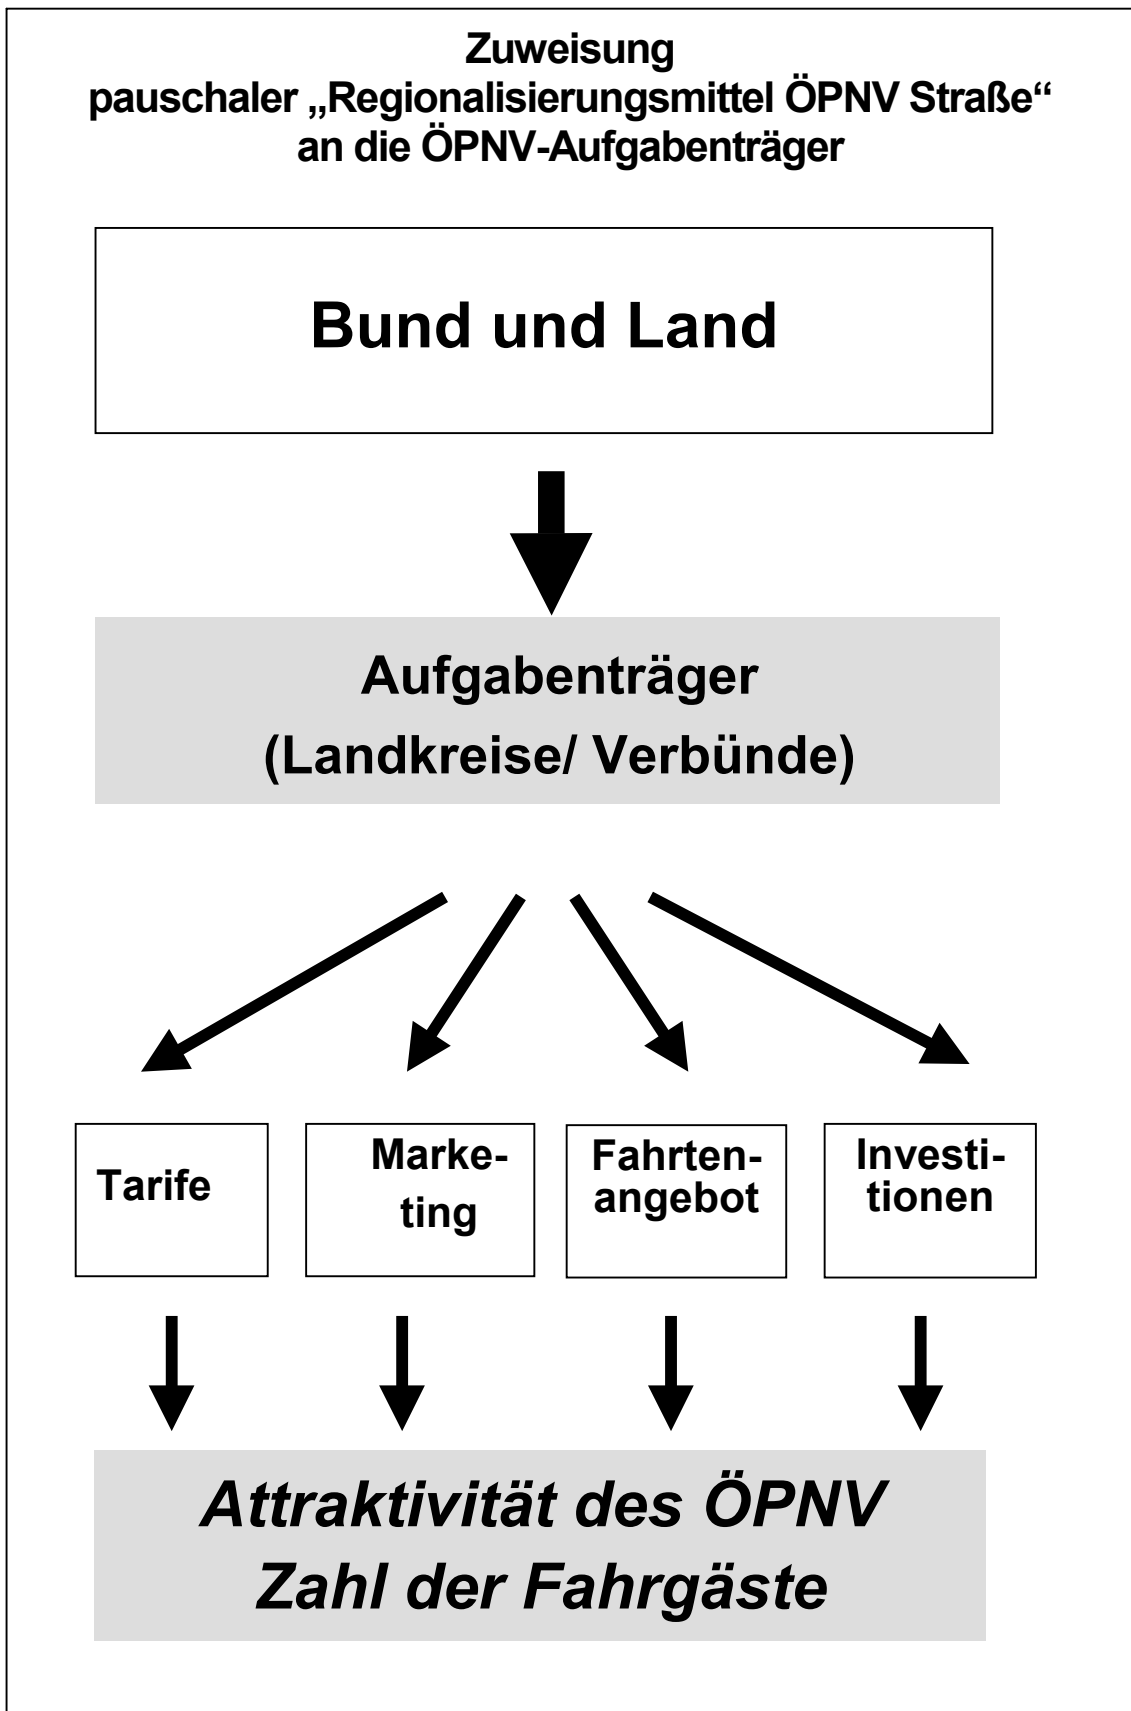 Zuweisung
pauschaler „Regionalisierungsmittel ÖPNV Straße“
an die ÖPNV-Aufgabenträger
Bund und Land
Aufgabenträger
(Landkreise/ Verbünde)
Tarife
Marke-
ting
Fahrten-
angebot
Investi-
tionen
Attraktivität des ÖPNV
Zahl der Fahrgäste